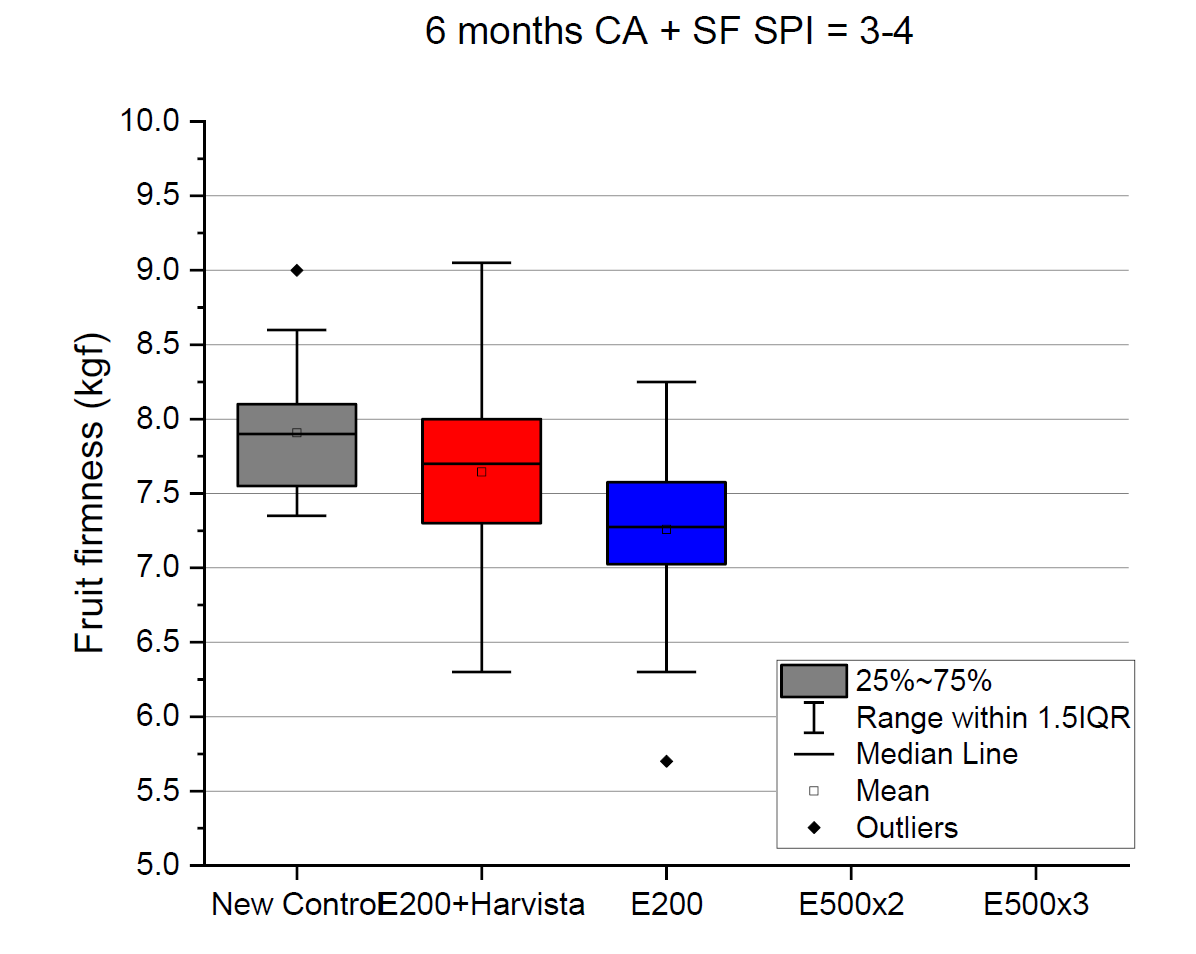 6 months CA + SF SPI = 3-4
10.0
9.5
9.0
8.5
8.0
7.5
7.0
6.5
6.0
5.5
5.0
Fruit firmness (kgf)
25%~75%
Range within 1.5IQR
Median Line
Mean
Outliers
New Control E200+Harvista E200 E500x2 E500x3